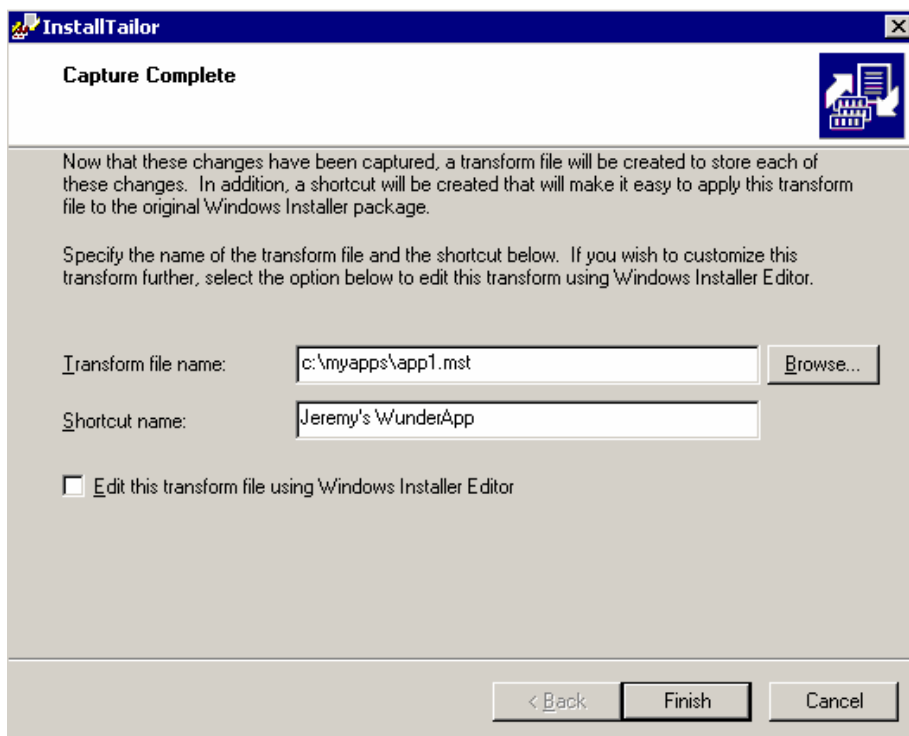 InstallTailor
Capture Complete
Now that these changes have been captured, a transform file will be created to store each of
these changes.  In addition, a shortcut will be created that will make it easy to apply this transform
file to the original Windows Installer package.
Specify the name of the transform file and the shortcut below.  If you wish to customize this
transform further, select the option below to edit this transform using Windows Installer Editor.
Transform file name: c:\myapps\app1.mst Browse...
Shortcut name: Jeremy's WunderApp
Edit this transform file using Windows Installer Editor
< Back Finish Cancel